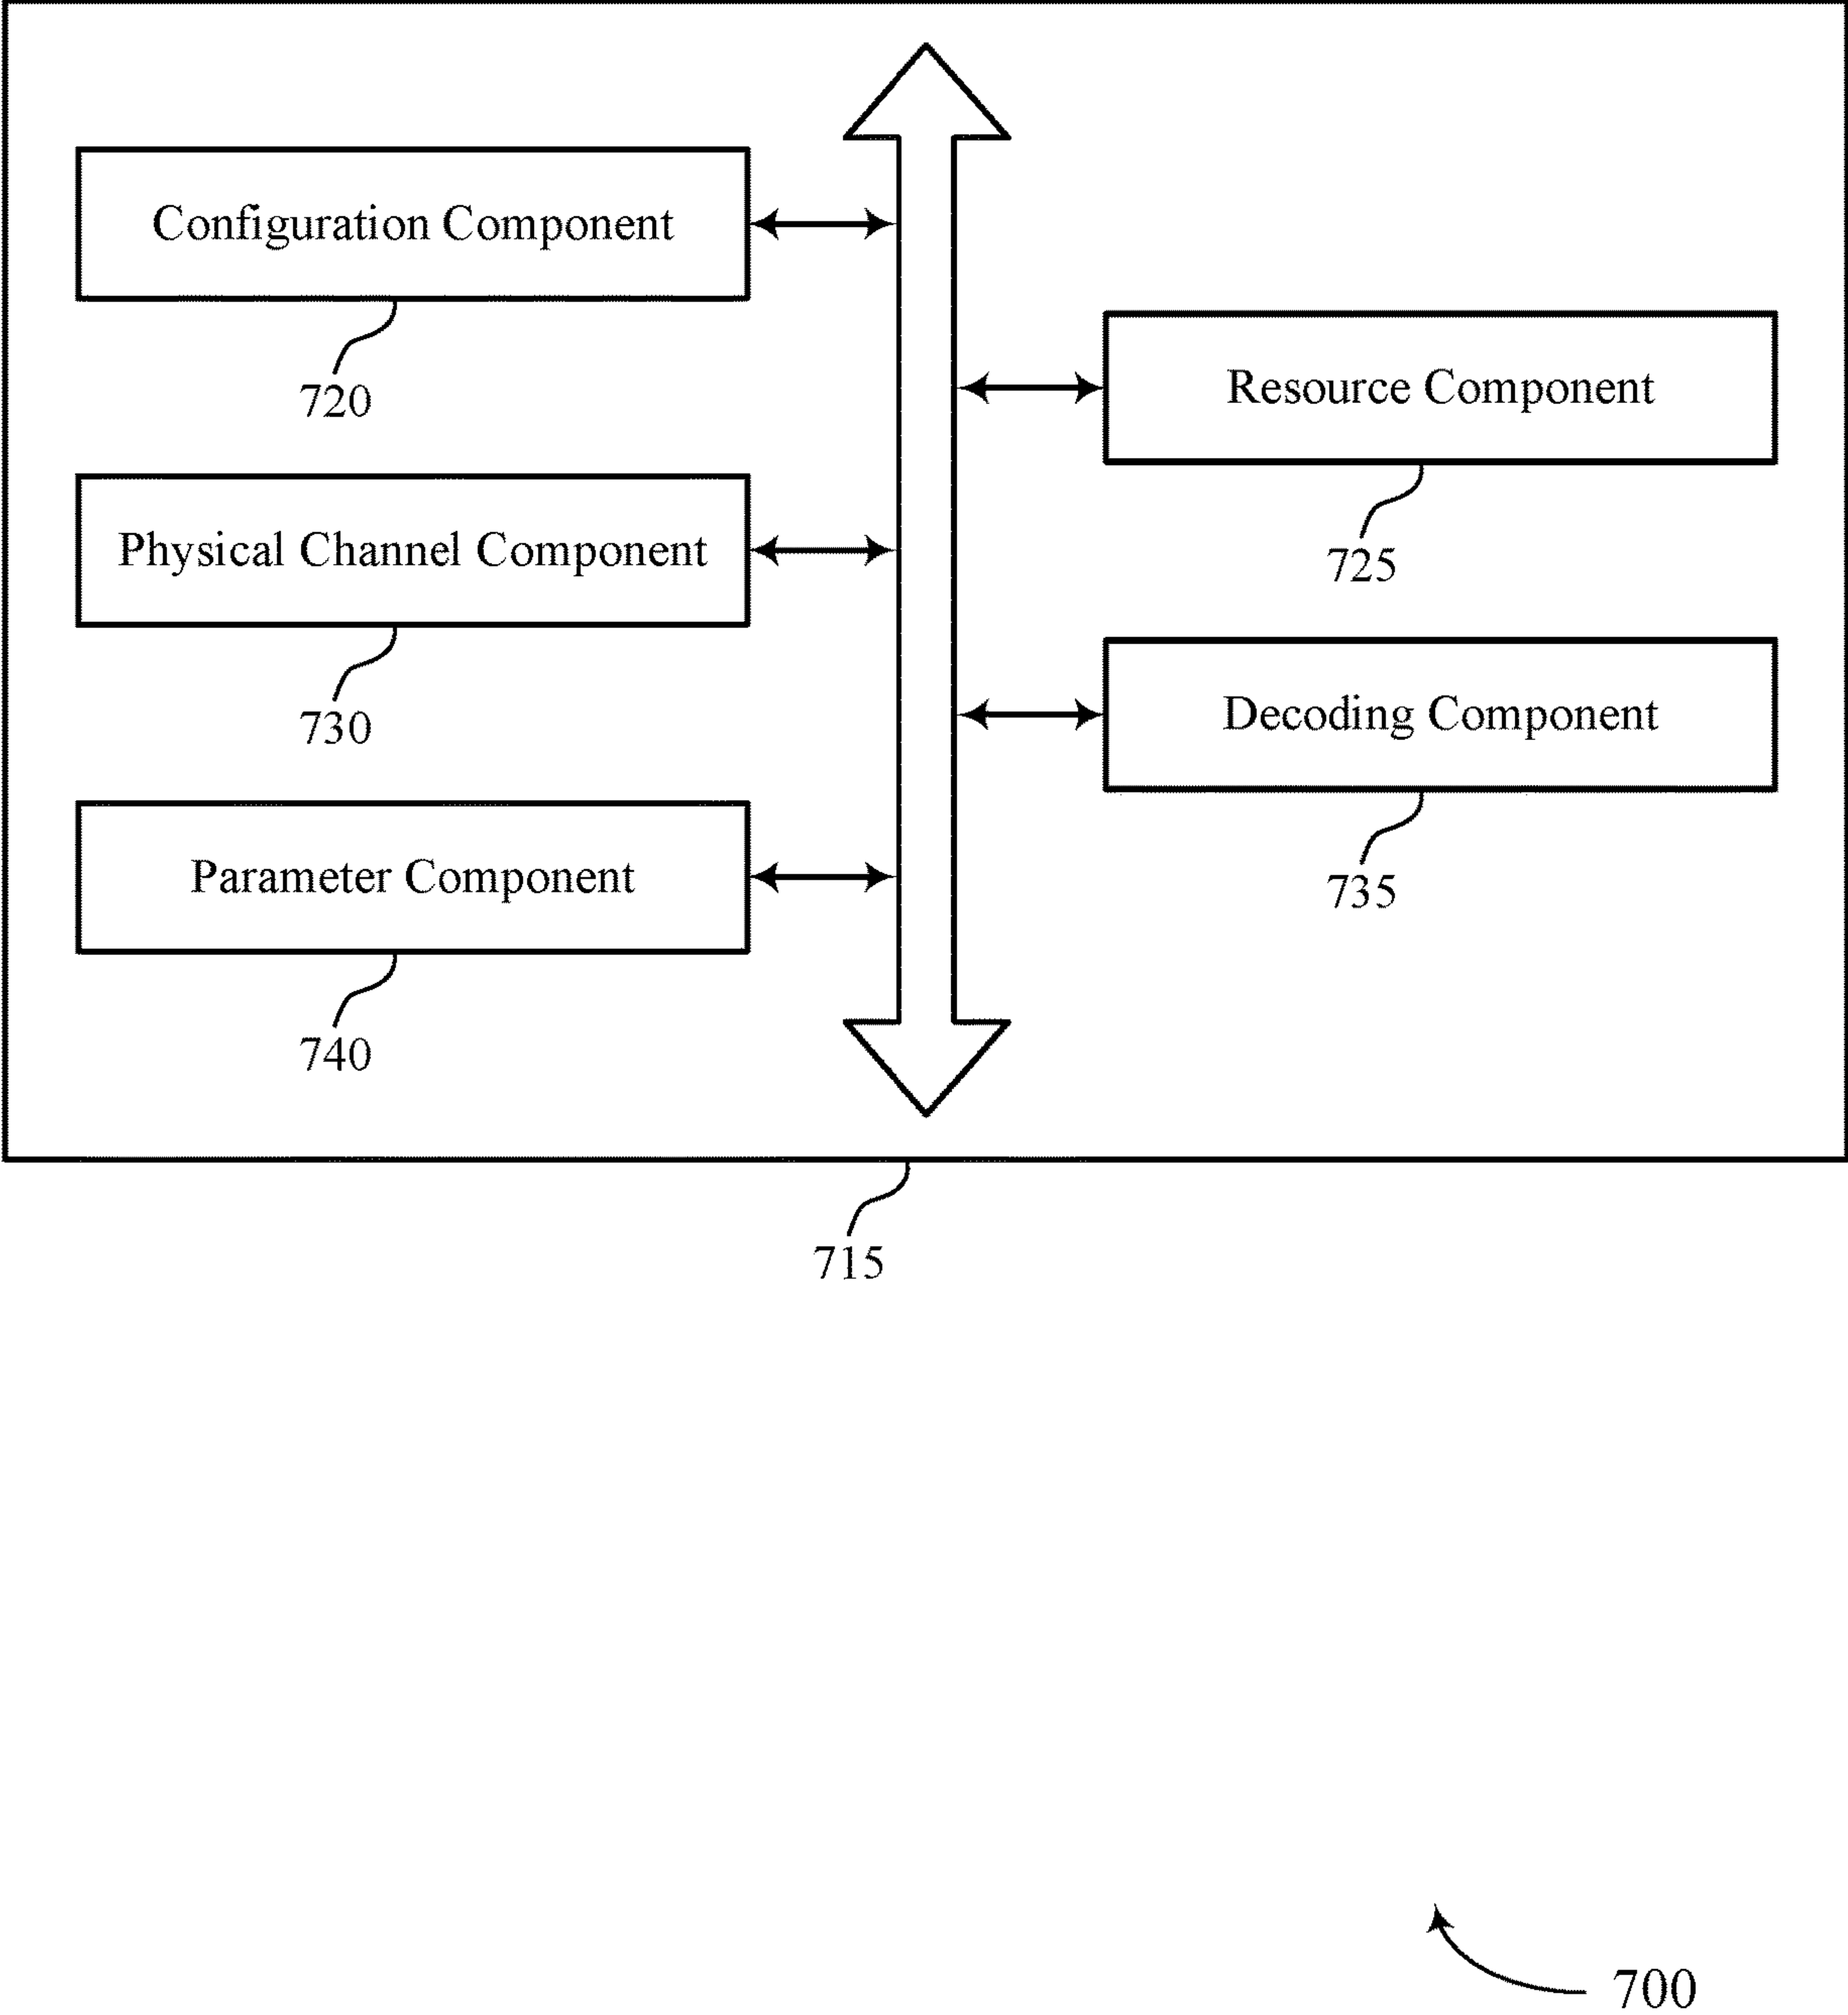 Configuration Component
720
Resource Component
725
Physical Channel Component
730
Decoding Component
735
Parameter Component
740
715
700